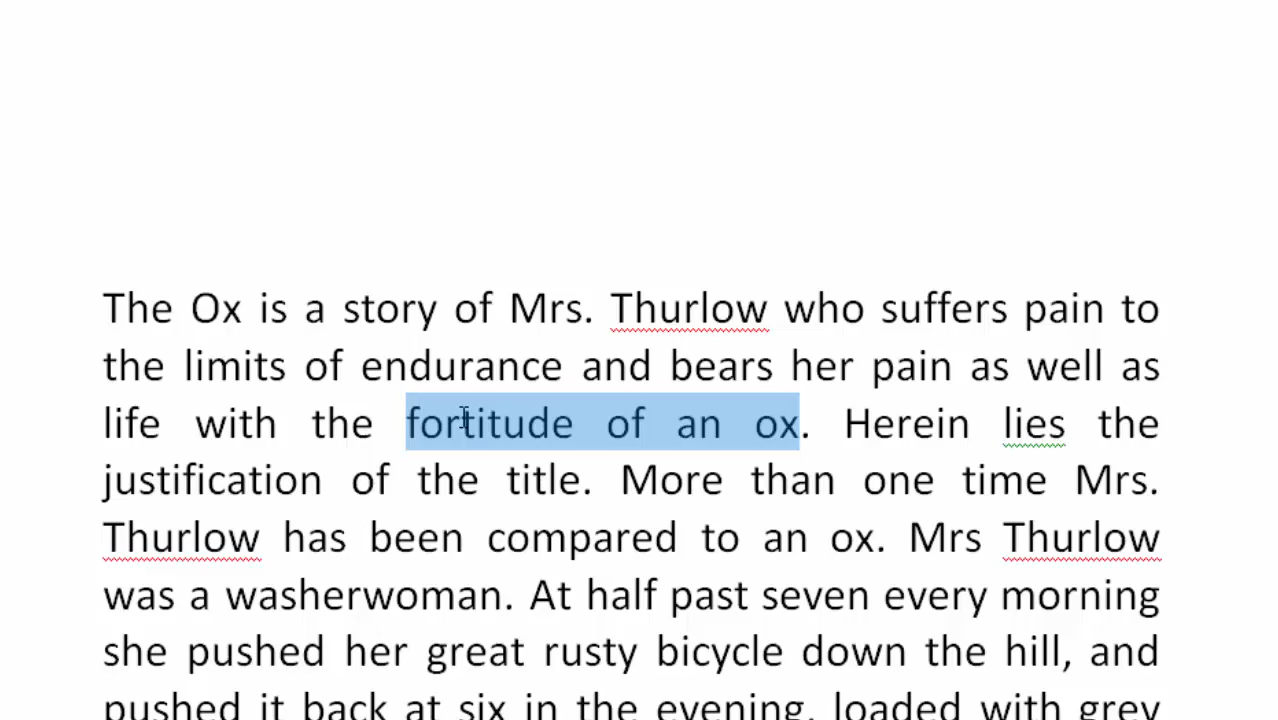 The Ox is a story of Mrs. Thurlow who suffers pain to
the limits of endurance and bears her pain as well as
life with the fortitude of an ox. Herein lies the
justification of the title. More than one time Mrs.
Thurlow has been compared to an ox. Mrs Thurlow
was a washerwoman. At half past seven every morning
she pushed her great rusty bicycle down the hill, and
pushed it back at six in the evening, loaded with grey